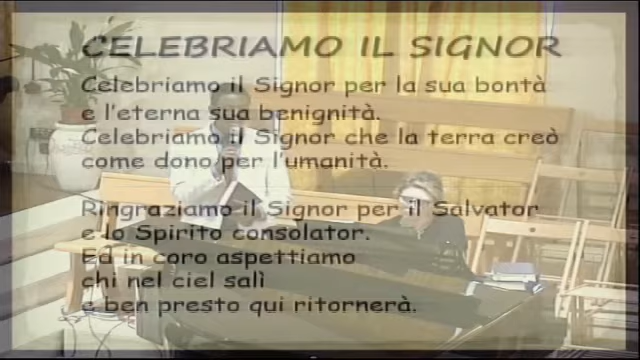 CELEBRIAMO IL SIGNOR
Celebriamo il Signor per la sua bontà
e l'eterna sua benignità.
Celebriamo il Signor che la terra creò
come dono per l'umanità.
Ringraziamo il Signor per il Salvator
e lo Spirito consolator.
Ed in coro aspettiamo
chi nel ciel salì
e ben presto qui ritornerà.